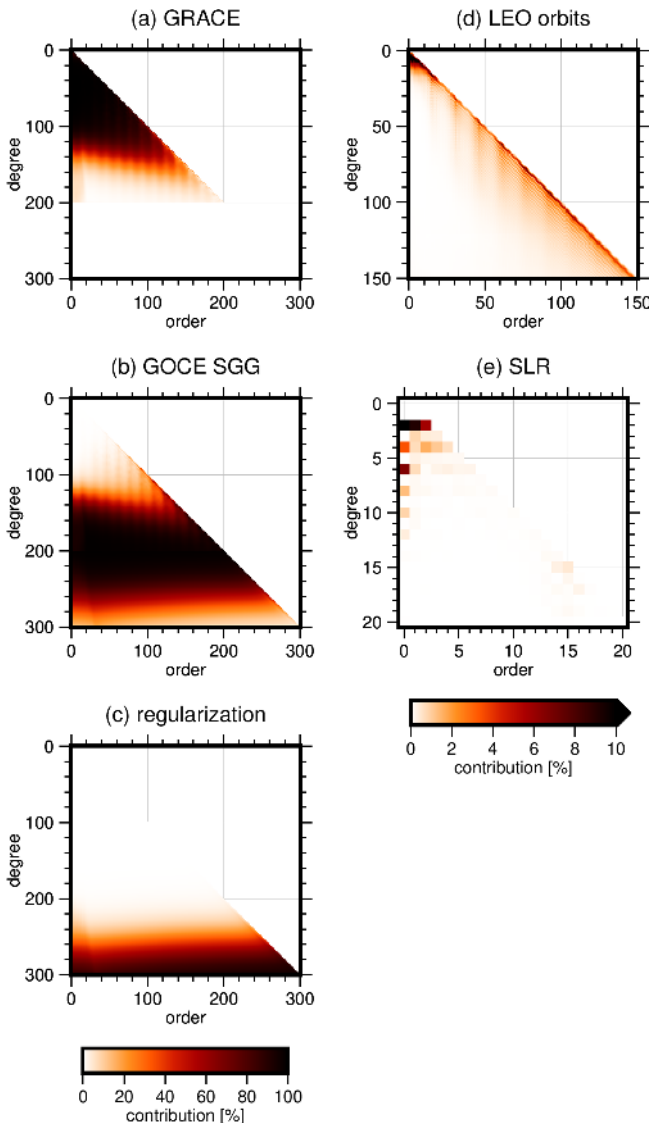 (a) GRACE
0
100
200
300
degree
0 100 200 300
order
(b) GOCE SGG
0
100
200
300
degree
0 100 200 300
order
(c) regularization
0
100
200
300
degree
0 100 200 300
order
0 20 40 60 80 100
contribution [%]
(d) LEO orbits
0
50
100
150
degree
0 50 100 150
order
(e) SLR
0
5
10
15
20
degree
0 5 10 15 20
order
0 2 4 6 8 10
contribution [%]